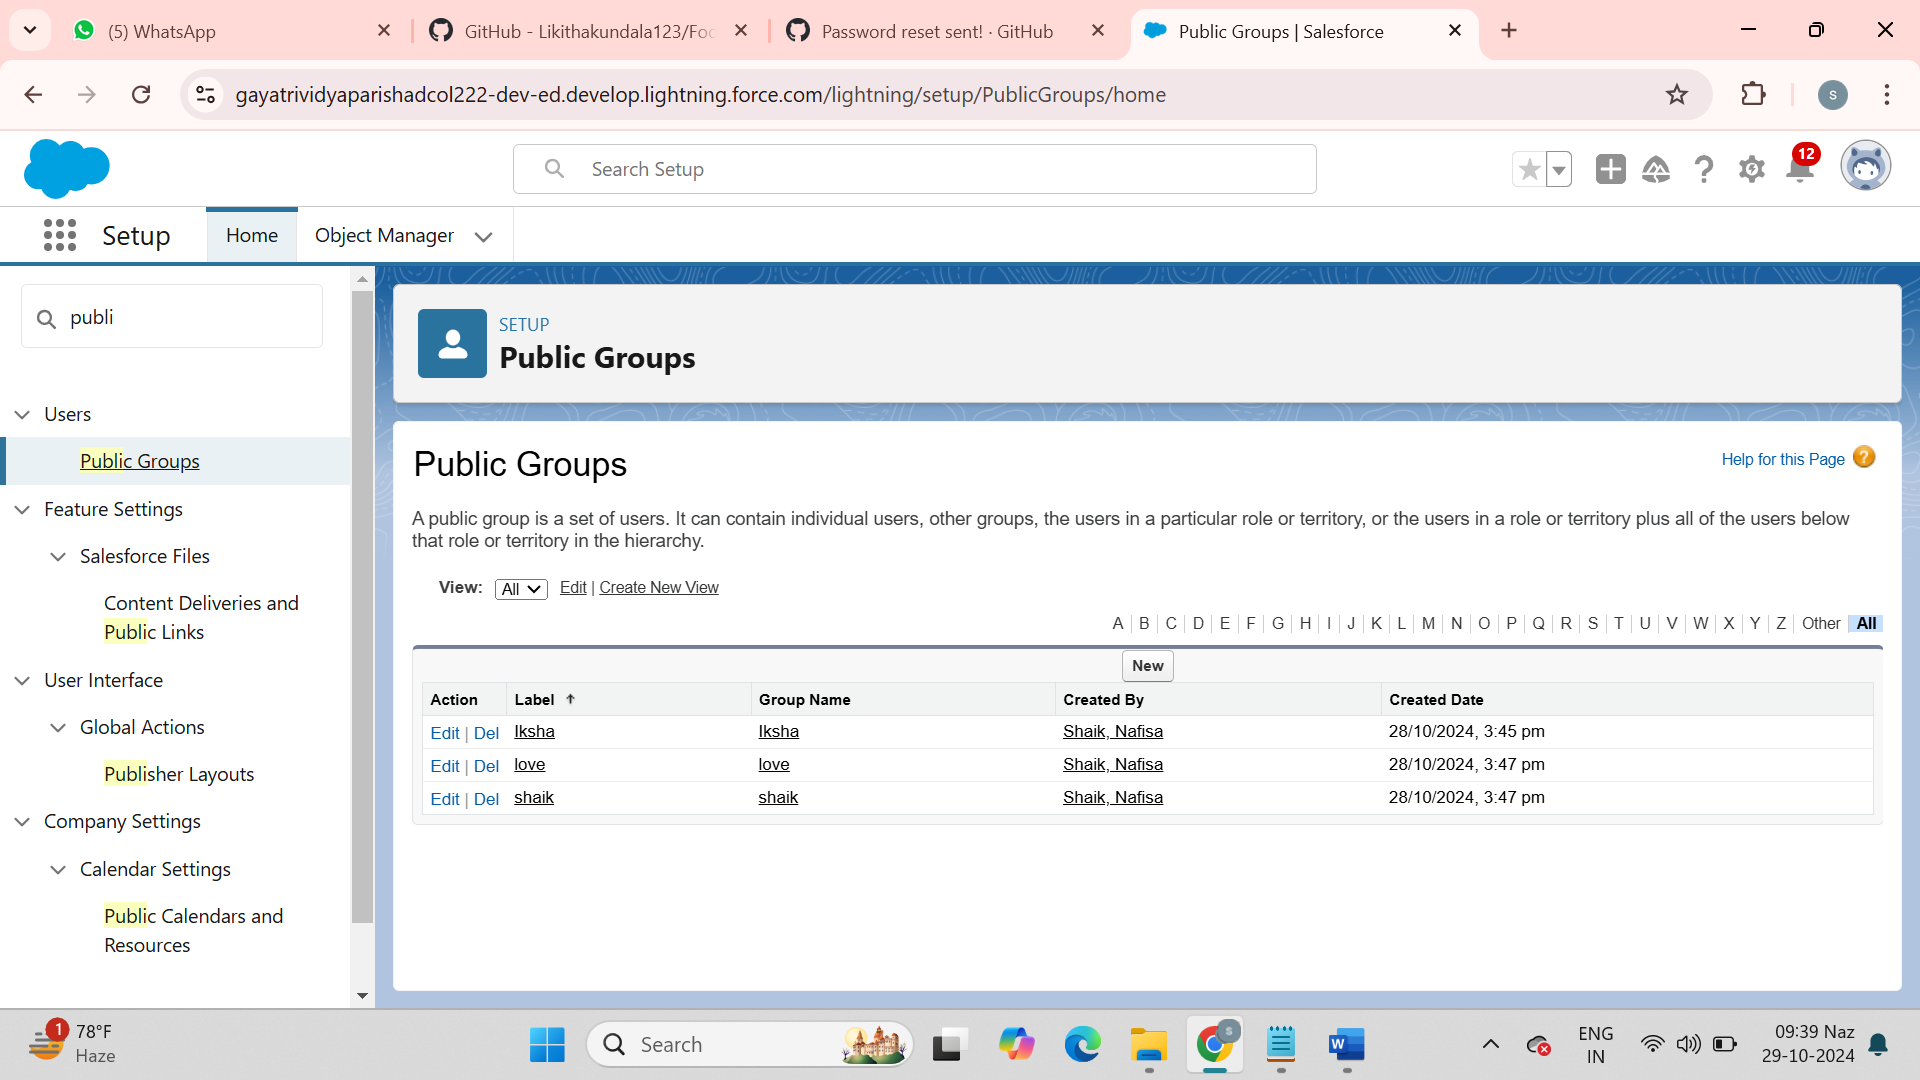 (5) WhatsApp
GitHub - Likithakundala123/Foo
Password reset sent! · GitHub
Public Groups | Salesforce
gayatrividyaparishadcol222-dev-ed.develop.lightning.force.com/lightning/setup/PublicGroups/home
S
Search Setup
12
Setup
Home
Object Manager
publi
Users
Public Groups
Feature Settings
Salesforce Files
Content Deliveries and
Public Links
User Interface
Global Actions
Publisher Layouts
Company Settings
Calendar Settings
Public Calendars and
Resources
SETUP
Public Groups
Public Groups
Help for this Page ?
A public group is a set of users. It can contain individual users, other groups, the users in a particular role or territory, or the users in a role or territory plus all of the users below
that role or territory in the hierarchy.
View: All Edit | Create New View
A | B | C | D | E | F | G | H | I | J | K | L | M | N | O | P | Q | R | S | T | U | V | W | X | Y | Z | Other | All
New
Action Label Group Name Created By Created Date
Edit | Del Iksha Iksha Shaik, Nafisa 28/10/2024, 3:45 pm
Edit | Del love love Shaik, Nafisa 28/10/2024, 3:47 pm
Edit | Del shaik shaik Shaik, Nafisa 28/10/2024, 3:47 pm
1
78°F
Haze
Search
S
W
ENG
IN
09:39 Naz
29-10-2024